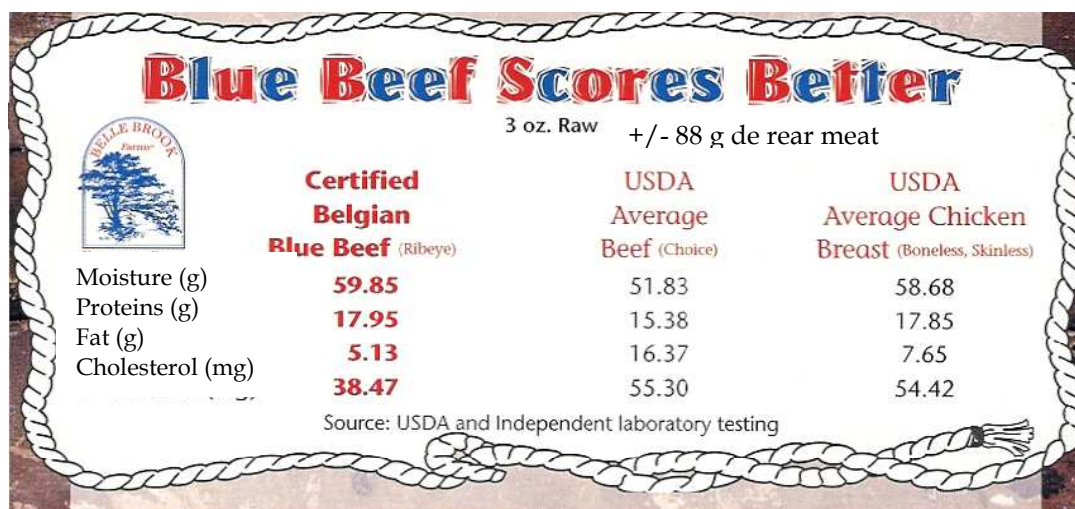 Blue Beef Scores Better
3 oz. Raw +/- 88 g de rear meat
BELLE BROOK
Farms
Certified USDA USDA
Belgian Average Average Chicken
Blue Beef (Ribeye) Beef (Choice) Breast (Boneless, Skinless)
Moisture (g) 59.85 51.83 58.68
Proteins (g) 17.95 15.38 17.85
Fat (g) 5.13 16.37 7.65
Cholesterol (mg) 38.47 55.30 54.42
Source: USDA and Independent laboratory testing